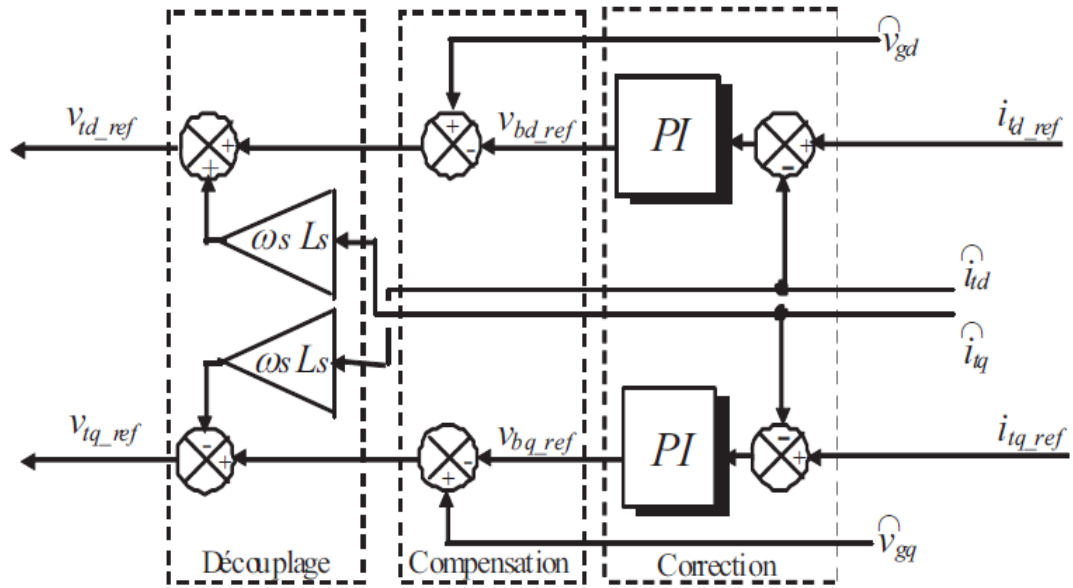 v̂gd
vtd_ref
+
+
+
-
vbd_ref
PI
+
-
itd_ref
ωs Ls
îtd
ωs Ls
îtq
vtq_ref
-
+
-
+
vbq_ref
PI
-
+
itq_ref
v̂gq
Découplage
Compensation
Correction